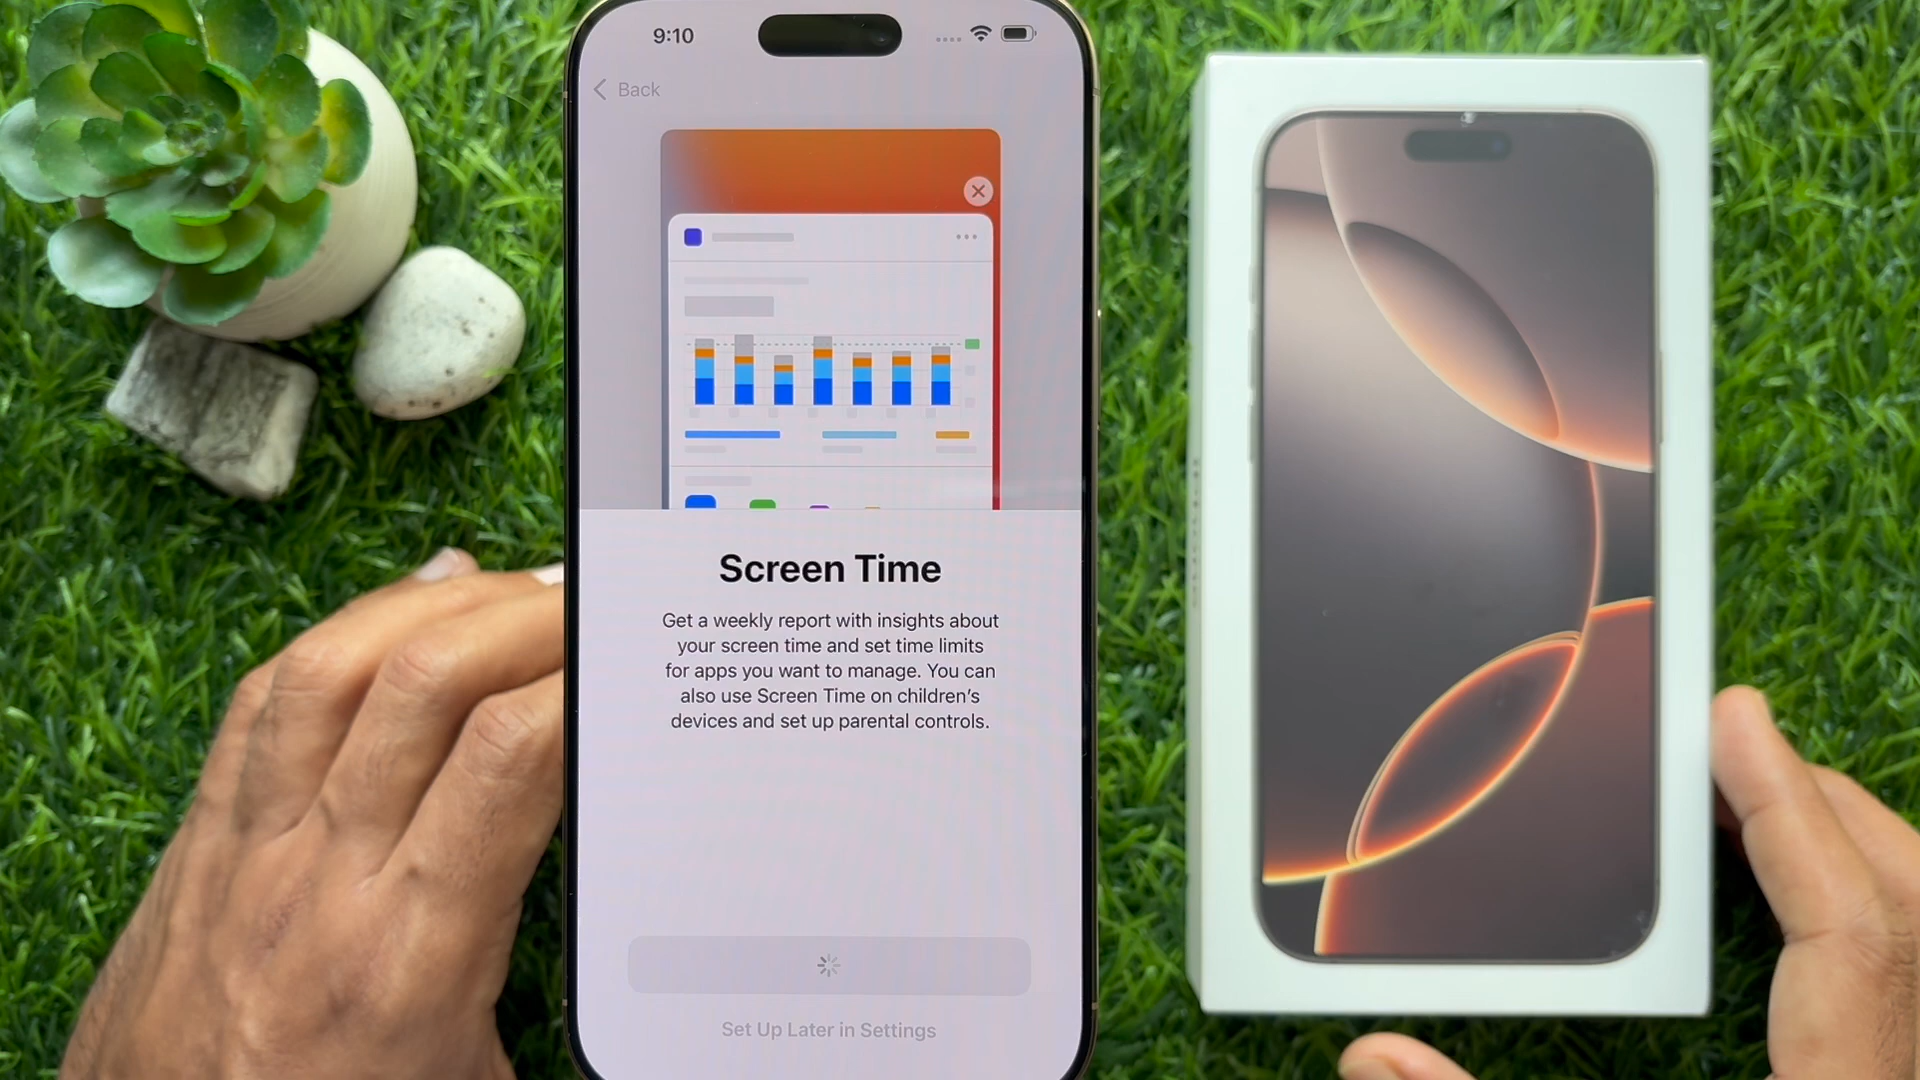 9:10
Back
Screen Time
Get a weekly report with insights about
your screen time and set time limits
for apps you want to manage. You can
also use Screen Time on children's
devices and set up parental controls.
Set Up Later in Settings